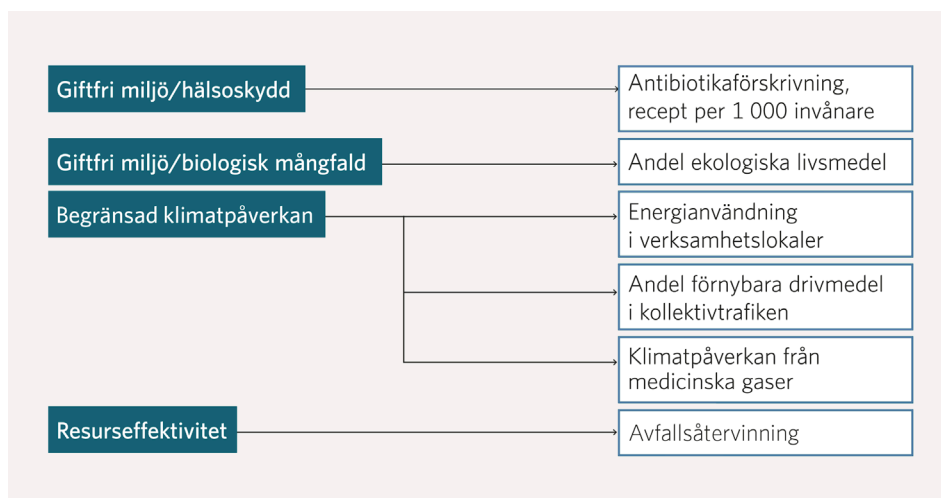 Giftfri miljö/hälsoskydd
Antibiotikaförskrivning,
recept per 1 000 invånare
Giftfri miljö/biologisk mångfald
Andel ekologiska livsmedel
Begränsad klimatpåverkan
Energianvändning
i verksamhetslokaler
Andel förnybara drivmedel
i kollektivtrafiken
Klimatpåverkan från
medicinska gaser
Resurseffektivitet
Avfallsåtervinning